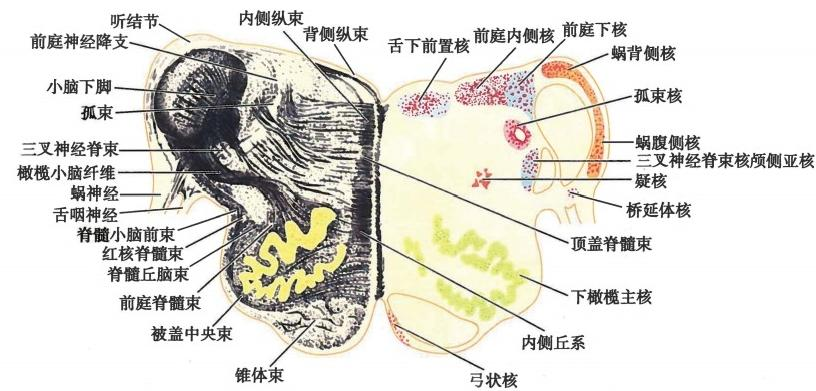 听结节
内侧纵束
背侧纵束
前庭神经降支
舌下前置核
前庭内侧核
前庭下核
蜗背侧核
小脑下脚
孤束
孤束核
三叉神经脊束
橄榄小脑纤维
蜗神经
舌咽神经
蜗腹侧核
三叉神经脊束核颅侧亚核
疑核
桥延体核
脊髓小脑前束
红核脊髓束
脊髓丘脑束
前庭脊髓束
被盖中央束
顶盖脊髓束
下橄榄主核
内侧丘系
锥体束
弓状核